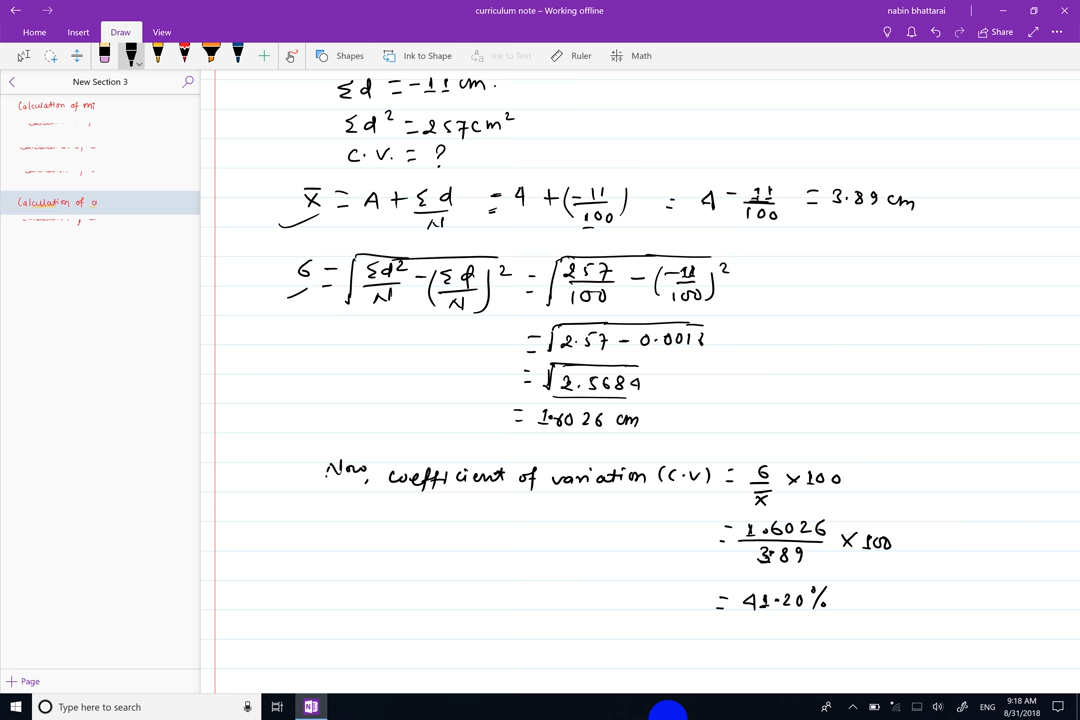 curriculum note – Working offline
nabin bhattarai
Home Insert Draw View
Share
Shapes Ink to Shape Ink to Text Ruler Math
New Section 3
Calculation of mi
Calculation of a
Σd = -11 cm.
Σd² = 257cm²
C. V. = ?
X̄ = A + Σd/N = 4 + (-11/100) = 4 - 11/100 = 3.89 cm
σ = √(Σd²/N - (Σd/N)²) = √(257/100 - (-11/100)²)
= √2.57 - 0.0012
= √2.5684
= 1.6026 cm
Now, coefficient of variation (C.V) = σ/X̄ × 100
= 1.6026/3.89 × 100
= 41.20%
+ Page
Type here to search
ENG
9:18 AM
8/31/2018